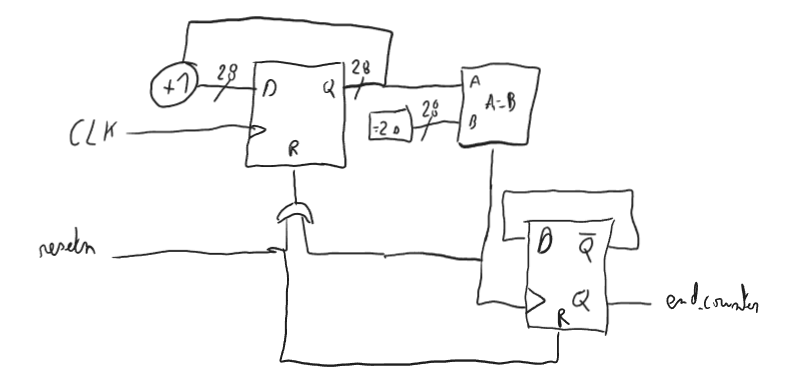 +1
28
D
Q
28
A
A=B
B
=20
28
CLK
R
resetn
D
Q̅
Q
R
end_counter